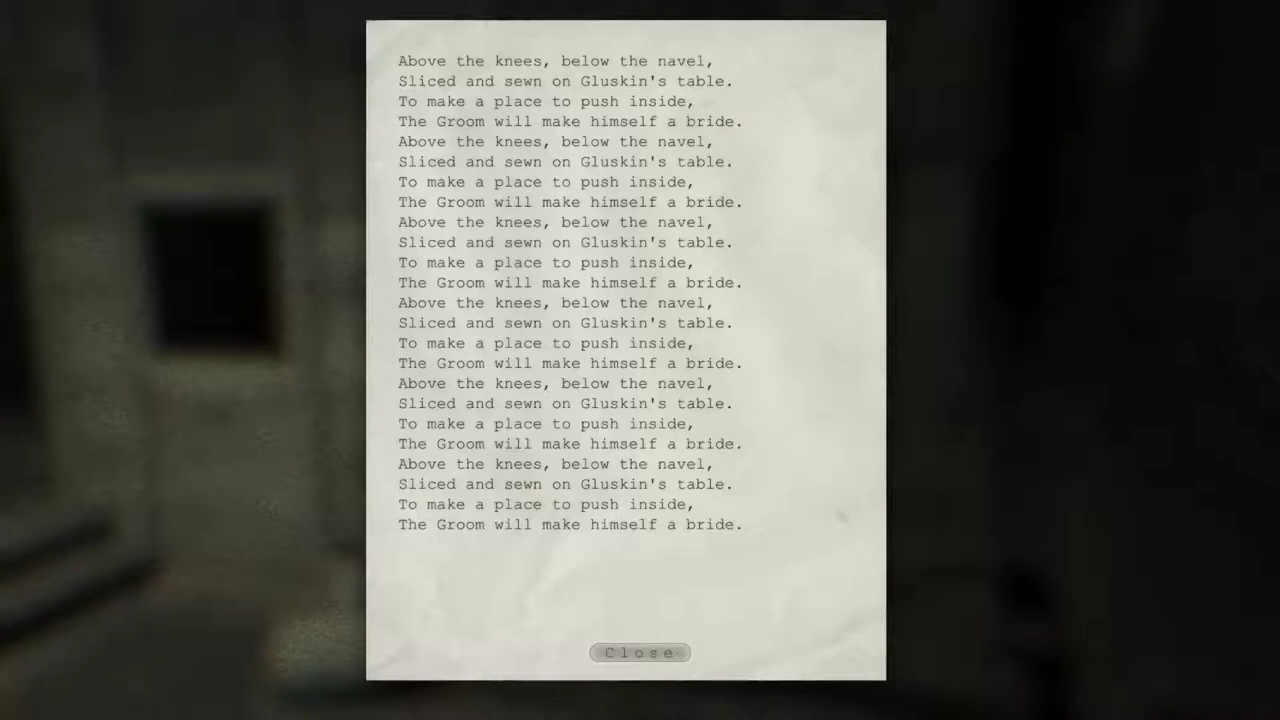 Above the knees, below the navel,
Sliced and sewn on Gluskin's table.
To make a place to push inside,
The Groom will make himself a bride.
Above the knees, below the navel,
Sliced and sewn on Gluskin's table.
To make a place to push inside,
The Groom will make himself a bride.
Above the knees, below the navel,
Sliced and sewn on Gluskin's table.
To make a place to push inside,
The Groom will make himself a bride.
Above the knees, below the navel,
Sliced and sewn on Gluskin's table.
To make a place to push inside,
The Groom will make himself a bride.
Above the knees, below the navel,
Sliced and sewn on Gluskin's table.
To make a place to push inside,
The Groom will make himself a bride.
Above the knees, below the navel,
Sliced and sewn on Gluskin's table.
To make a place to push inside,
The Groom will make himself a bride.
Close